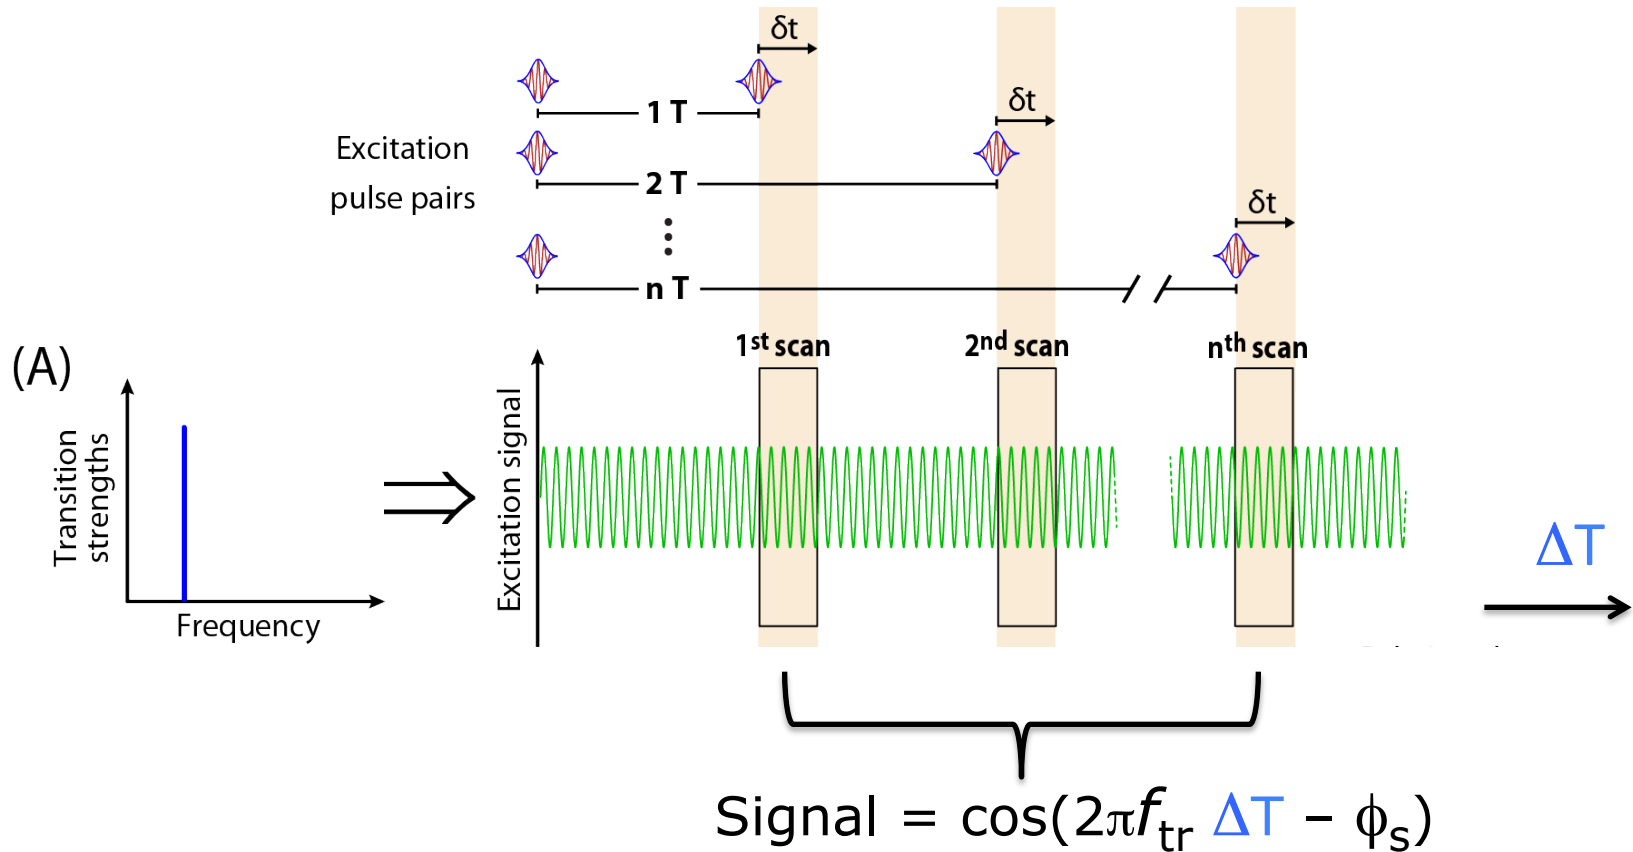 δt
1 T
δt
Excitation
pulse pairs
2 T
δt
n T
(A)
1st scan
2nd scan
nth scan
Transition
strengths
Frequency
Excitation signal
ΔT
Signal = cos(2πftr ΔT – ϕs)